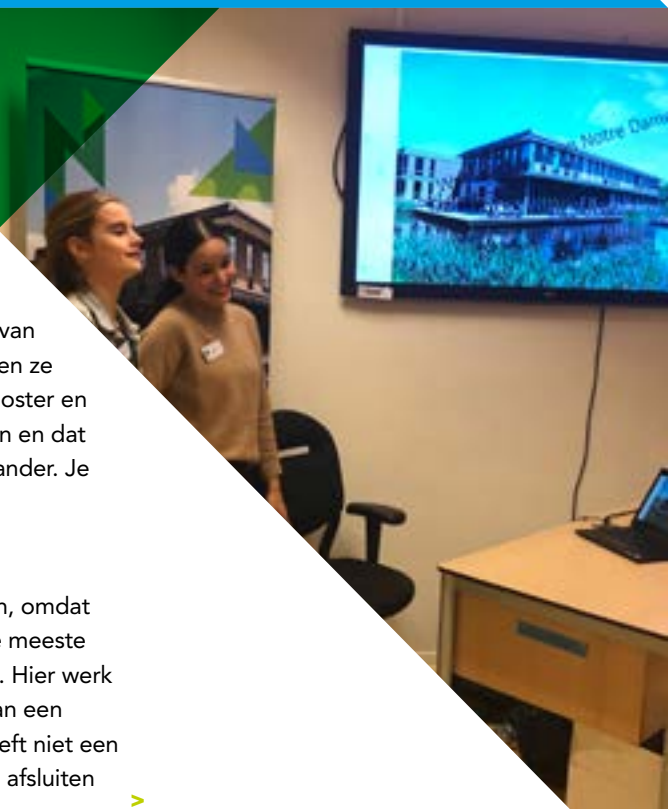 Notre Dame
van
en ze
oster en
n en dat
ander. Je
n, omdat
e meeste
. Hier werk
an een
eft niet een
afsluiten
>